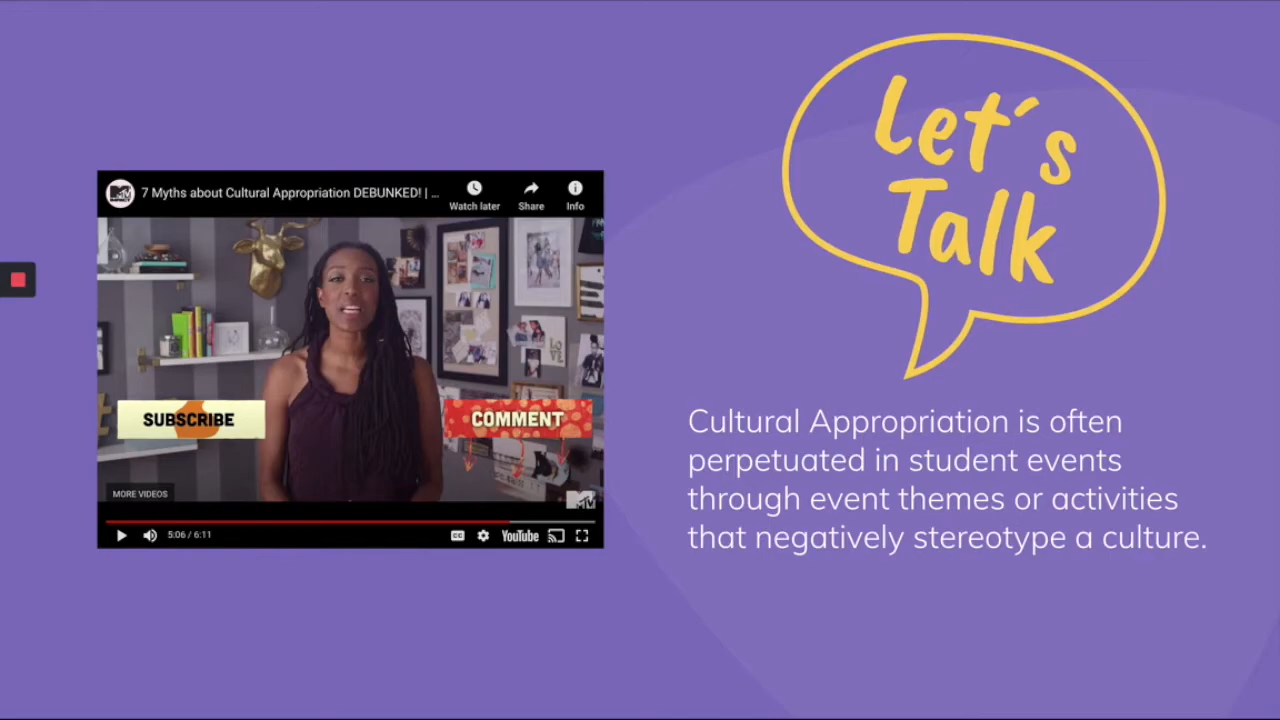 Let's
Talk
7 Myths about Cultural Appropriation DEBUNKED! | ...
Watch later
Share
Info
SUBSCRIBE
COMMENT
MORE VIDEOS
5:06 / 6:11
CC
YouTube
Cultural Appropriation is often
perpetuated in student events
through event themes or activities
that negatively stereotype a culture.